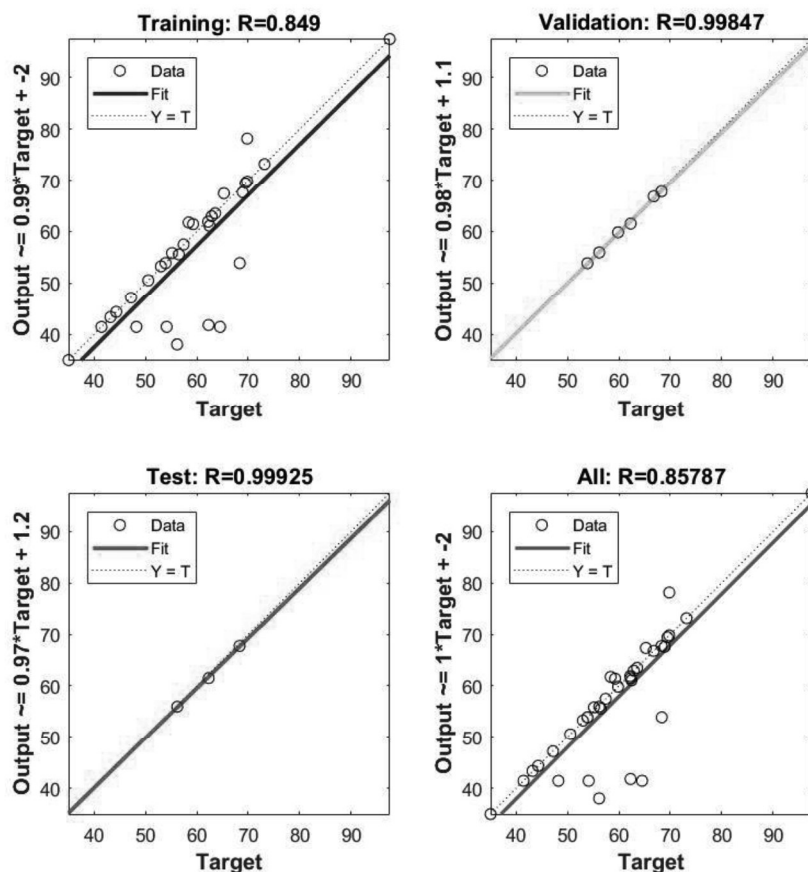 Training: R=0.849
Output ~= 0.99*Target + -2
90
80
70
60
50
40
Data
Fit
Y = T
40 50 60 70 80 90
Target
Validation: R=0.99847
Output ~= 0.98*Target + 1.1
90
80
70
60
50
40
Data
Fit
Y = T
40 50 60 70 80 90
Target
Test: R=0.99925
Output ~= 0.97*Target + 1.2
90
80
70
60
50
40
Data
Fit
Y = T
40 50 60 70 80 90
Target
All: R=0.85787
Output ~= 1*Target + -2
90
80
70
60
50
40
Data
Fit
Y = T
40 50 60 70 80 90
Target